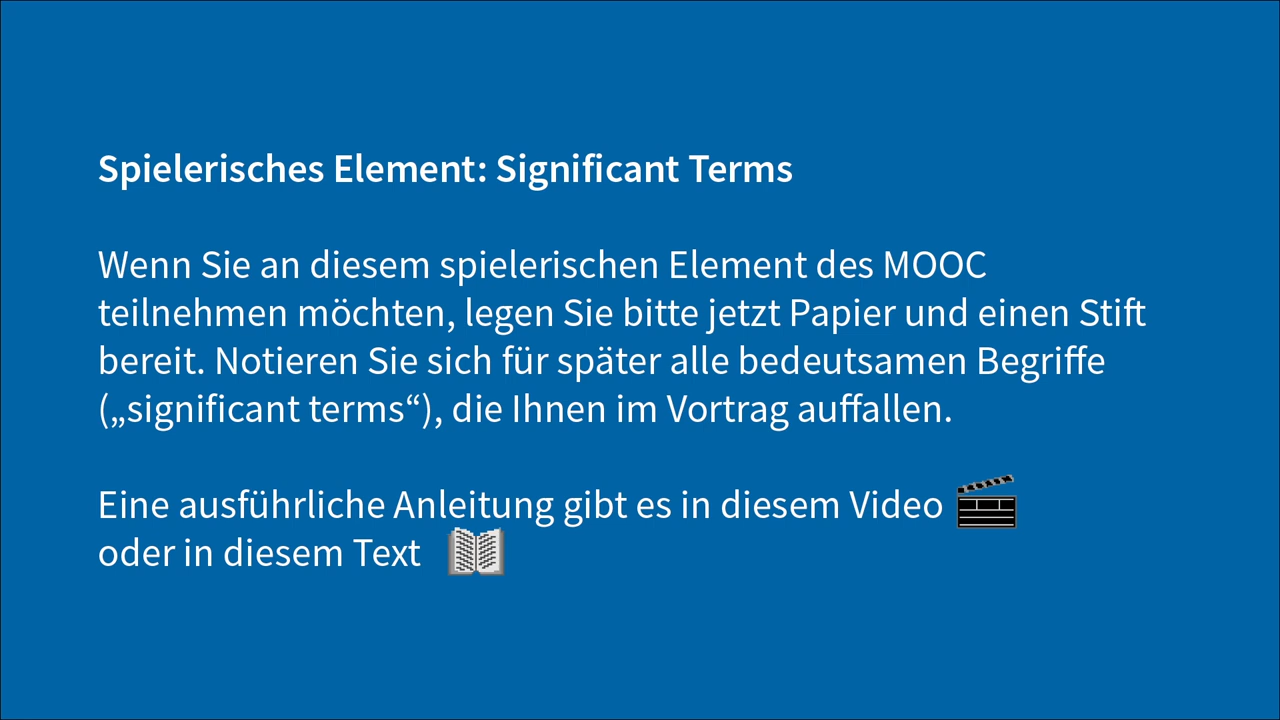 Spielerisches Element: Significant Terms
Wenn Sie an diesem spielerischen Element des MOOC
teilnehmen möchten, legen Sie bitte jetzt Papier und einen Stift
bereit. Notieren Sie sich für später alle bedeutsamen Begriffe
(„significant terms“), die Ihnen im Vortrag auffallen.
Eine ausführliche Anleitung gibt es in diesem Video
oder in diesem Text